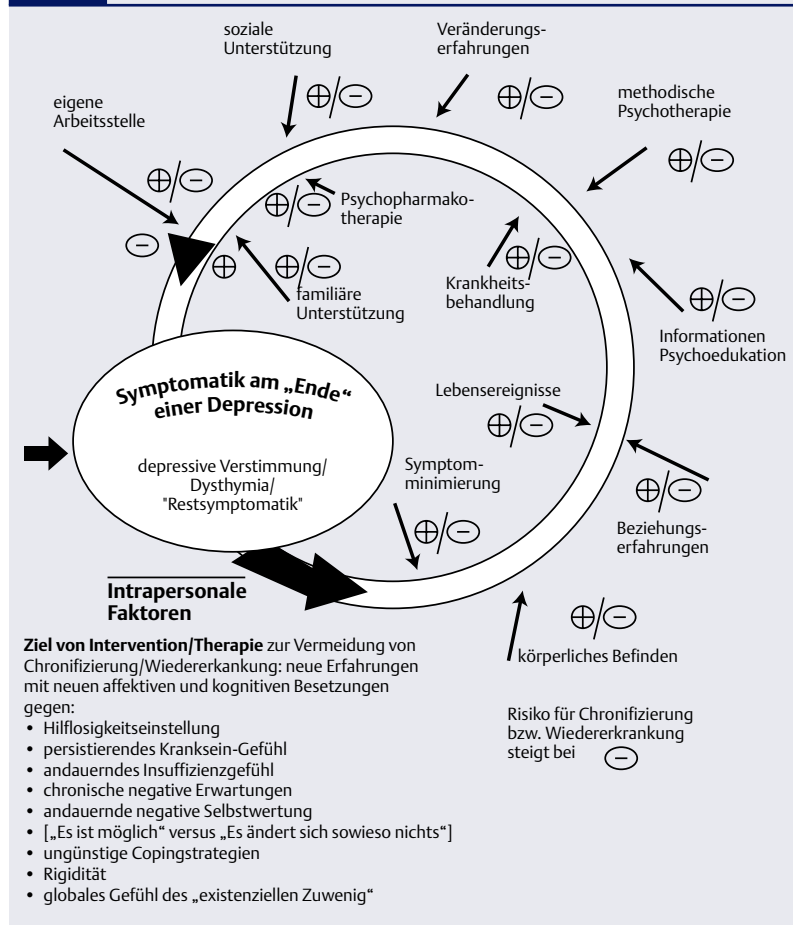 soziale
Unterstützung
⊕/⊖
Veränderungs-
erfahrungen
⊕/⊖
methodische
Psychotherapie
⊕/⊖
eigene
Arbeitsstelle
⊕/⊖
⊖
⊕
Psychopharmako-
therapie
⊕/⊖
familiäre
Unterstützung
⊕/⊖
Krankheits-
behandlung
⊕/⊖
Informationen
Psychoedukation
⊕/⊖
Lebensereignisse
⊕/⊖
Beziehungs-
erfahrungen
⊕/⊖
Symptom-
minimierung
⊕/⊖
körperliches Befinden
⊕/⊖
Symptomatik am „Ende“
einer Depression
depressive Verstimmung/
Dysthymia/
"Restsymptomatik"
Intrapersonale
Faktoren
Ziel von Intervention/Therapie zur Vermeidung von
Chronifizierung/Wiedererkankung: neue Erfahrungen
mit neuen affektiven und kognitiven Besetzungen
gegen:
• Hilflosigkeitseinstellung
• persistierendes Kranksein-Gefühl
• andauerndes Insuffizienzgefühl
• chronische negative Erwartungen
• andauernde negative Selbstwertung
• [„Es ist möglich“ versus „Es ändert sich sowieso nichts“]
• ungünstige Copingstrategien
• Rigidität
• globales Gefühl des „existenziellen Zuwenig“
Risiko für Chronifizierung
bzw. Wiedererkrankung
steigt bei ⊖